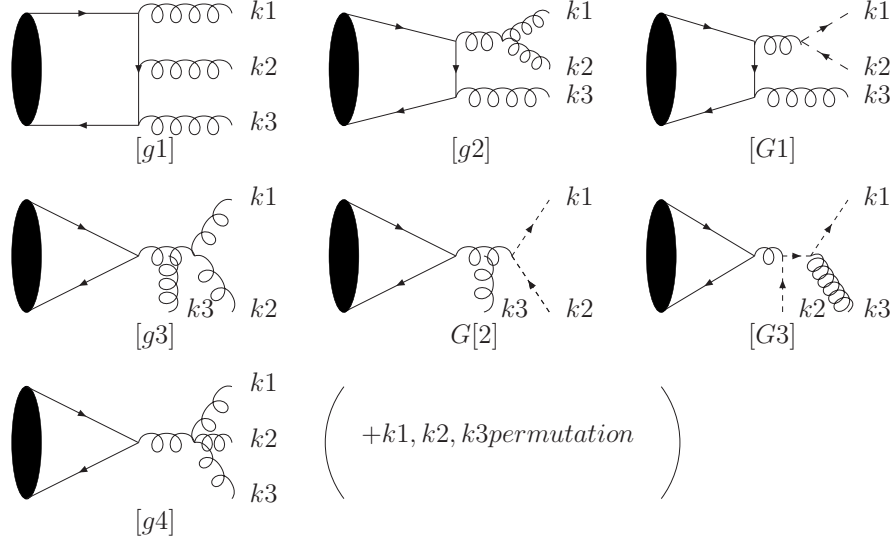 k1 k1 k1
k2 k2 k2
k3 k3 k3
[g1] [g2] [G1]
k1 k1 k1
k3 k2 k3 k2 k2 k3
[g3] G[2] [G3]
k1
k2 +k1, k2, k3permutation
k3
[g4]